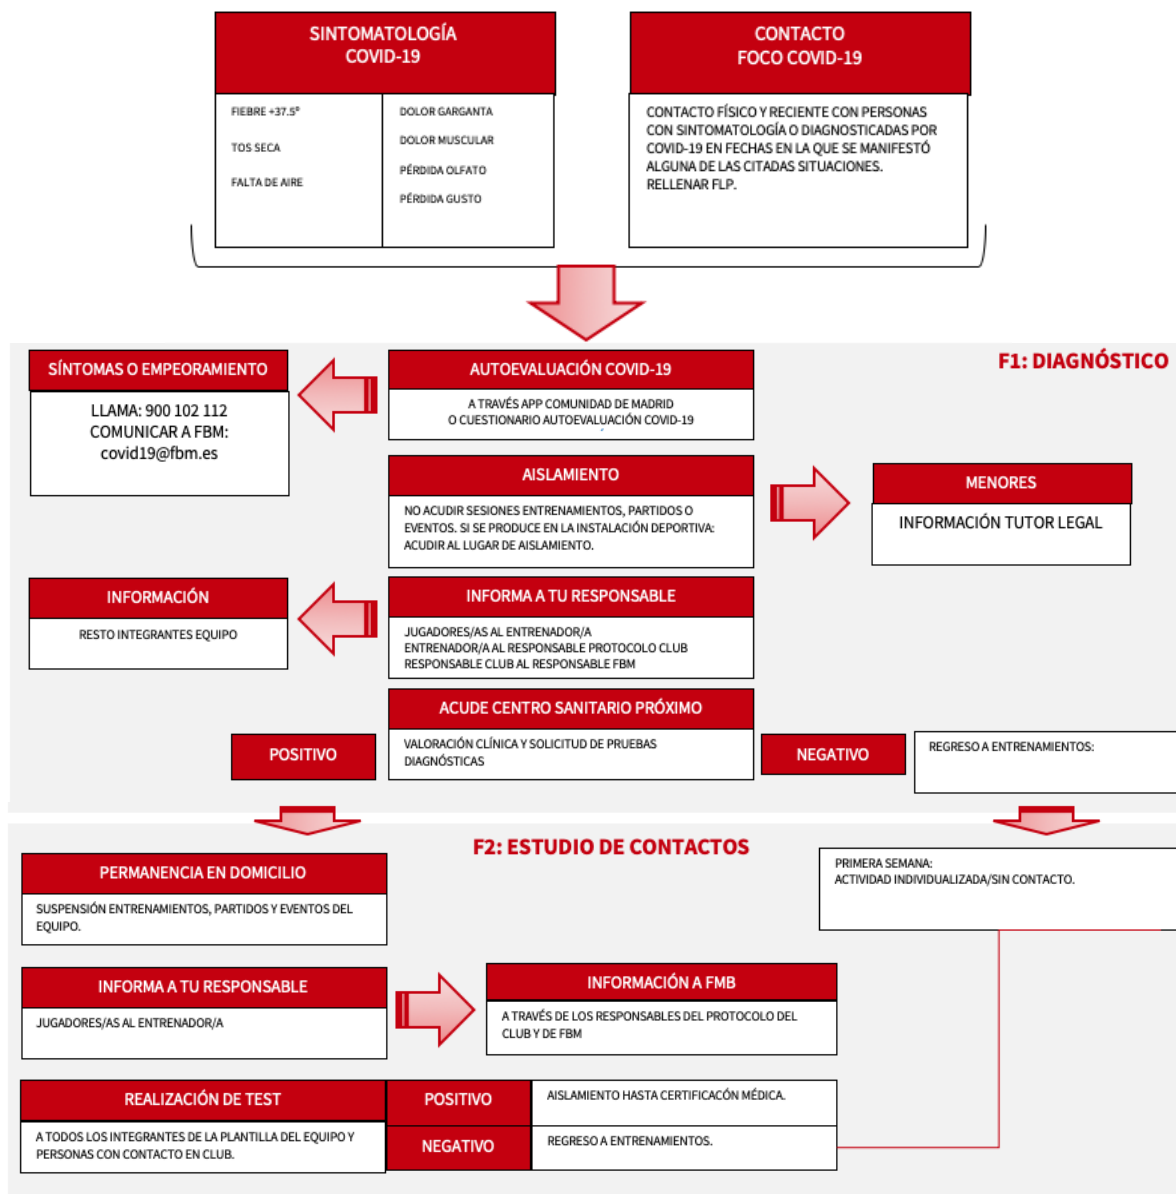 SINTOMATOLOGÍA
COVID-19
FIEBRE +37.5º
TOS SECA
FALTA DE AIRE
DOLOR GARGANTA
DOLOR MUSCULAR
PÉRDIDA OLFATO
PÉRDIDA GUSTO
CONTACTO
FOCO COVID-19
CONTACTO FÍSICO Y RECIENTE CON PERSONAS
CON SINTOMATOLOGÍA O DIAGNOSTICADAS POR
COVID-19 EN FECHAS EN LA QUE SE MANIFESTÓ
ALGUNA DE LAS CITADAS SITUACIONES.
RELLENAR FLP.
F1: DIAGNÓSTICO
SÍNTOMAS O EMPEORAMIENTO
LLAMA: 900 102 112
COMUNICAR A FBM:
covid19@fbm.es
AUTOEVALUACIÓN COVID-19
A TRAVÉS APP COMUNIDAD DE MADRID
O CUESTIONARIO AUTOEVALUACIÓN COVID-19
AISLAMIENTO
NO ACUDIR SESIONES ENTRENAMIENTOS, PARTIDOS O
EVENTOS. SI SE PRODUCE EN LA INSTALACIÓN DEPORTIVA:
ACUDIR AL LUGAR DE AISLAMIENTO.
MENORES
INFORMACIÓN TUTOR LEGAL
INFORMACIÓN
RESTO INTEGRANTES EQUIPO
INFORMA A TU RESPONSABLE
JUGADORES/AS AL ENTRENADOR/A
ENTRENADOR/A AL RESPONSABLE PROTOCOLO CLUB
RESPONSABLE CLUB AL RESPONSABLE FBM
ACUDE CENTRO SANITARIO PRÓXIMO
VALORACIÓN CLÍNICA Y SOLICITUD DE PRUEBAS
DIAGNÓSTICAS
POSITIVO
NEGATIVO
REGRESO A ENTRENAMIENTOS:
F2: ESTUDIO DE CONTACTOS
PERMANENCIA EN DOMICILIO
SUSPENSIÓN ENTRENAMIENTOS, PARTIDOS Y EVENTOS DEL
EQUIPO.
PRIMERA SEMANA:
ACTIVIDAD INDIVIDUALIZADA/SIN CONTACTO.
INFORMA A TU RESPONSABLE
JUGADORES/AS AL ENTRENADOR/A
INFORMACIÓN A FMB
A TRAVÉS DE LOS RESPONSABLES DEL PROTOCOLO DEL
CLUB Y DE FBM
REALIZACIÓN DE TEST
A TODOS LOS INTEGRANTES DE LA PLANTILLA DEL EQUIPO Y
PERSONAS CON CONTACTO EN CLUB.
POSITIVO
AISLAMIENTO HASTA CERTIFICACÓN MÉDICA.
NEGATIVO
REGRESO A ENTRENAMIENTOS.